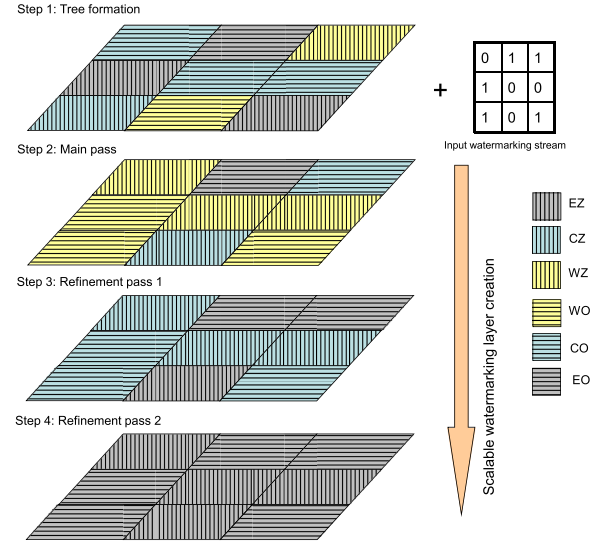 Step 1: Tree formation
+
0 1 1
1 0 0
1 0 1
Input watermarking stream
Step 2: Main pass
EZ
CZ
WZ
WO
CO
EO
Scalable watermarking layer creation
Step 3: Refinement pass 1
Step 4: Refinement pass 2